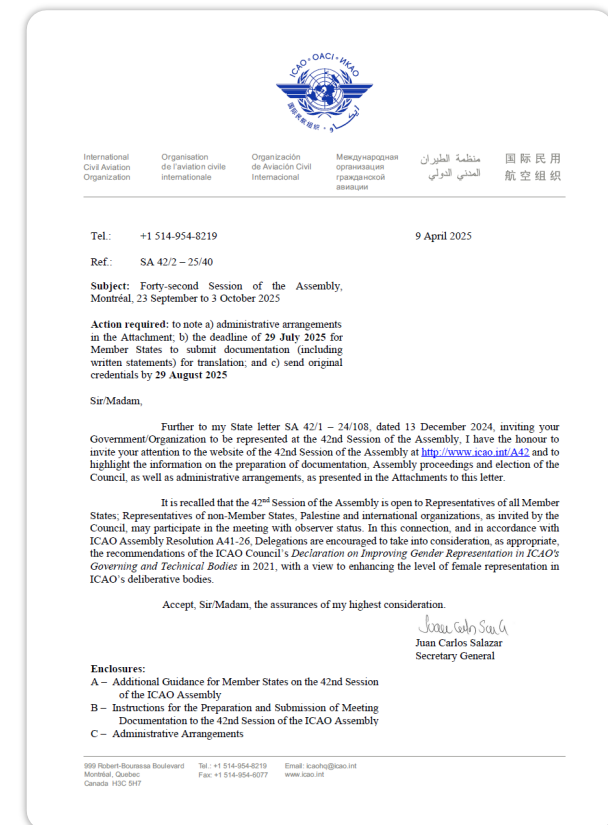 ICAO · OACI · ИКАО
国际民航组织 · إيكاو
International Civil Aviation Organization
Organisation de l'aviation civile internationale
Organización de Aviación Civil Internacional
Международная организация гражданской авиации
منظمة الطيران المدني الدولي
国际民用航空组织
Tel.: +1 514-954-8219 9 April 2025
Ref.: SA 42/2 – 25/40
Subject: Forty-second Session of the Assembly,
Montréal, 23 September to 3 October 2025
Action required: to note a) administrative arrangements
in the Attachment; b) the deadline of 29 July 2025 for
Member States to submit documentation (including
written statements) for translation; and c) send original
credentials by 29 August 2025
Sir/Madam,
Further to my State letter SA 42/1 – 24/108, dated 13 December 2024, inviting your
Government/Organization to be represented at the 42nd Session of the Assembly, I have the honour to
invite your attention to the website of the 42nd Session of the Assembly at http://www.icao.int/A42 and to
highlight the information on the preparation of documentation, Assembly proceedings and election of the
Council, as well as administrative arrangements, as presented in the Attachments to this letter.
It is recalled that the 42nd Session of the Assembly is open to Representatives of all Member
States; Representatives of non-Member States, Palestine and international organizations, as invited by the
Council, may participate in the meeting with observer status. In this connection, and in accordance with
ICAO Assembly Resolution A41-26, Delegations are encouraged to take into consideration, as appropriate,
the recommendations of the ICAO Council's Declaration on Improving Gender Representation in ICAO's
Governing and Technical Bodies in 2021, with a view to enhancing the level of female representation in
ICAO's deliberative bodies.
Accept, Sir/Madam, the assurances of my highest consideration.
Juan Carlos Salazar
Secretary General
Enclosures:
A – Additional Guidance for Member States on the 42nd Session
of the ICAO Assembly
B – Instructions for the Preparation and Submission of Meeting
Documentation to the 42nd Session of the ICAO Assembly
C – Administrative Arrangements
999 Robert-Bourassa Boulevard Tel.: +1 514-954-8219 Email: icaohq@icao.int
Montréal, Quebec Fax: +1 514-954-6077 www.icao.int
Canada H3C 5H7